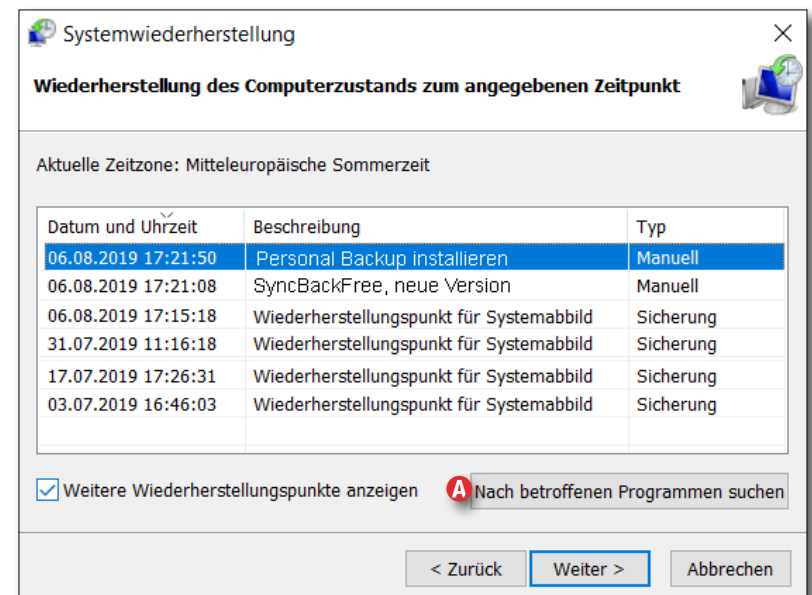 Systemwiederherstellung
Wiederherstellung des Computerzustands zum angegebenen Zeitpunkt
Aktuelle Zeitzone: Mitteleuropäische Sommerzeit
Datum und Uhrzeit Beschreibung Typ
06.08.2019 17:21:50 Personal Backup installieren Manuell
06.08.2019 17:21:08 SyncBackFree, neue Version Manuell
06.08.2019 17:15:18 Wiederherstellungspunkt für Systemabbild Sicherung
31.07.2019 11:16:18 Wiederherstellungspunkt für Systemabbild Sicherung
17.07.2019 17:26:31 Wiederherstellungspunkt für Systemabbild Sicherung
03.07.2019 16:46:03 Wiederherstellungspunkt für Systemabbild Sicherung
Weitere Wiederherstellungspunkte anzeigen A Nach betroffenen Programmen suchen
< Zurück Weiter > Abbrechen